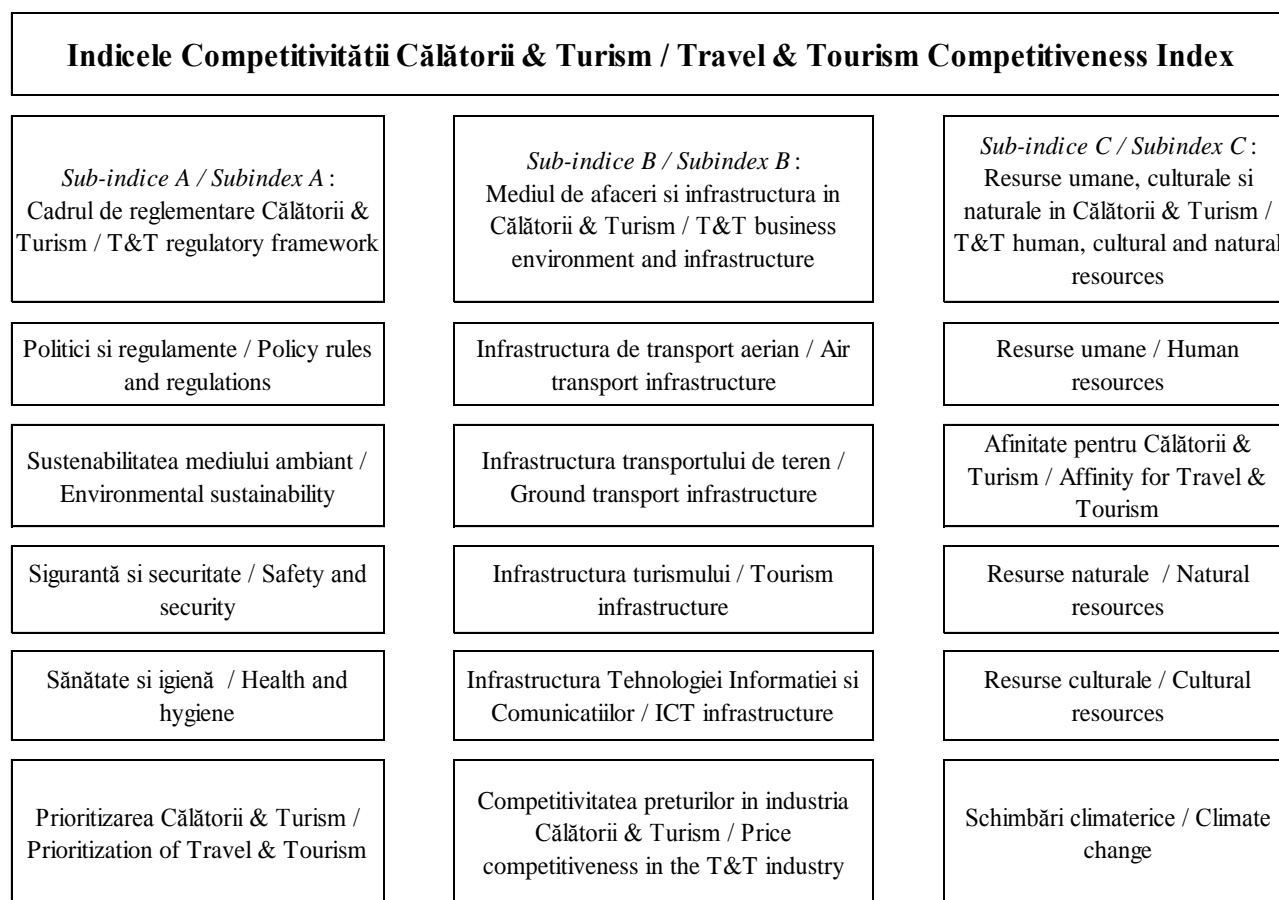 Indicele Competitivitătii Călătorii & Turism / Travel & Tourism Competitiveness Index
Sub-indice A / Subindex A :
Cadrul de reglementare Călătorii &
Turism / T&T regulatory framework
Sub-indice B / Subindex B :
Mediul de afaceri si infrastructura in
Călătorii & Turism / T&T business
environment and infrastructure
Sub-indice C / Subindex C :
Resurse umane, culturale si
naturale in Călătorii & Turism /
T&T human, cultural and natural
resources
Politici si regulamente / Policy rules
and regulations
Infrastructura de transport aerian / Air
transport infrastructure
Resurse umane / Human
resources
Sustenabilitatea mediului ambiant /
Environmental sustainability
Infrastructura transportului de teren /
Ground transport infrastructure
Afinitate pentru Călătorii &
Turism / Affinity for Travel &
Tourism
Sigurantă si securitate / Safety and
security
Infrastructura turismului / Tourism
infrastructure
Resurse naturale / Natural
resources
Sănătate si igienă / Health and
hygiene
Infrastructura Tehnologiei Informatiei si
Comunicatiilor / ICT infrastructure
Resurse culturale / Cultural
resources
Prioritizarea Călătorii & Turism /
Prioritization of Travel & Tourism
Competitivitatea preturilor in industria
Călătorii & Turism / Price
competitiveness in the T&T industry
Schimbări climaterice / Climate
change